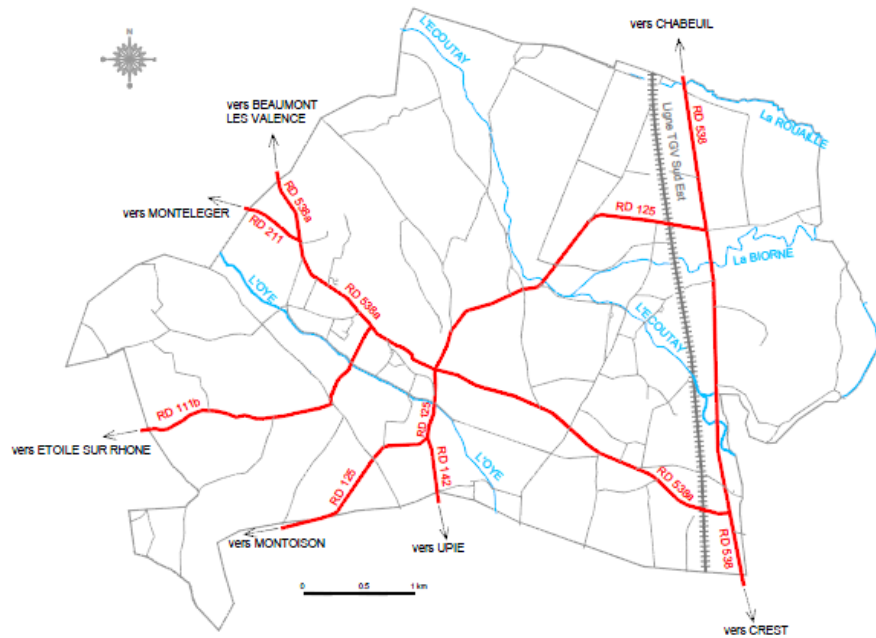 vers CHABEUIL
N
L'ECOUTAY
vers BEAUMONT
LES VALENCE
Ligne TGV Sud Est
RD 538
La ROUAILLE
RD 538a
vers MONTELEGER
RD 211
RD 125
La BIORNE
L'OYE
RD 538a
L'ECOUTAY
RD 111b
RD 125
vers ETOILE SUR RHONE
RD 125
RD 142
L'OYE
RD 538a
vers MONTOISON
vers UPIE
RD 538
0 0.5 1 km
vers CREST